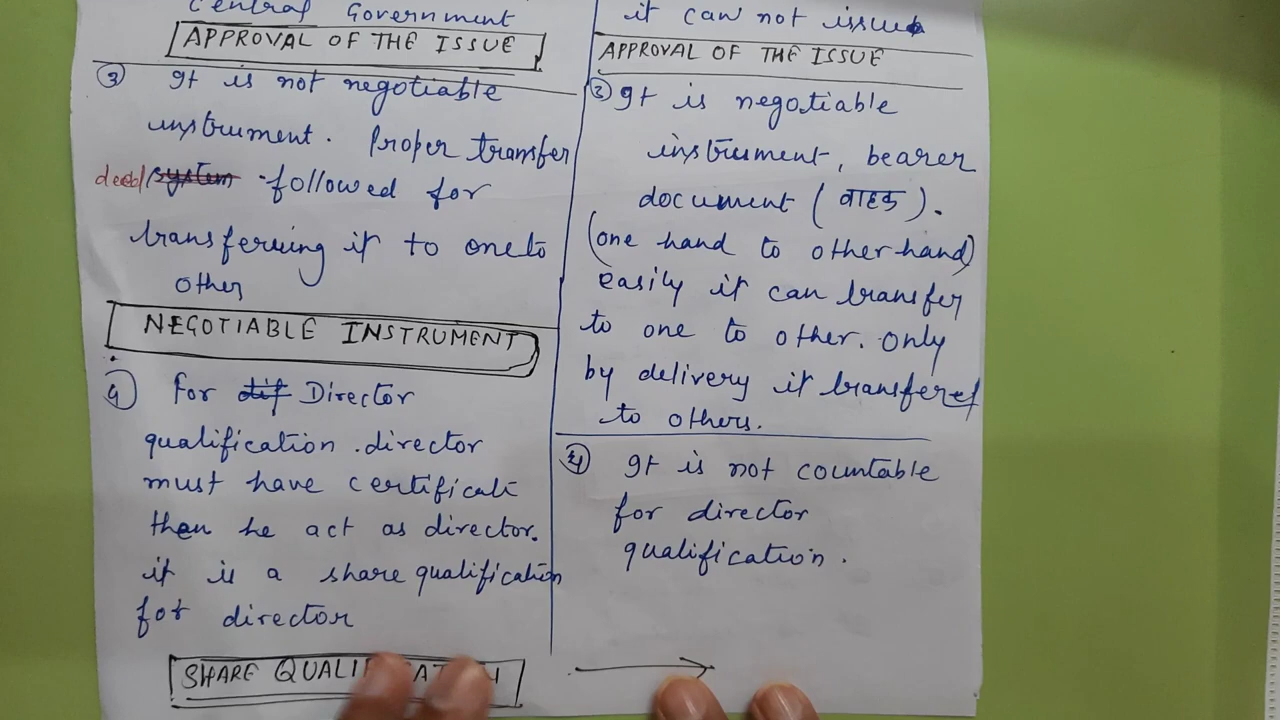 Central Government
APPROVAL OF THE ISSUE
③ It is not negotiable
instrument. Proper transfer
deed/system followed for
transferring it to one to
other
NEGOTIABLE INSTRUMENT
④ For dif Director
qualification. director
must have certificate
then he act as director.
it is a share qualification
for director
SHARE QUALIFICATION
it can not issue
APPROVAL OF THE ISSUE
③ It is negotiable
instrument, bearer
document (वाहक).
(one hand to other hand)
easily it can transfer
to one to other. only
by delivery it transferef
to others.
④ It is not countable
for director
qualification.